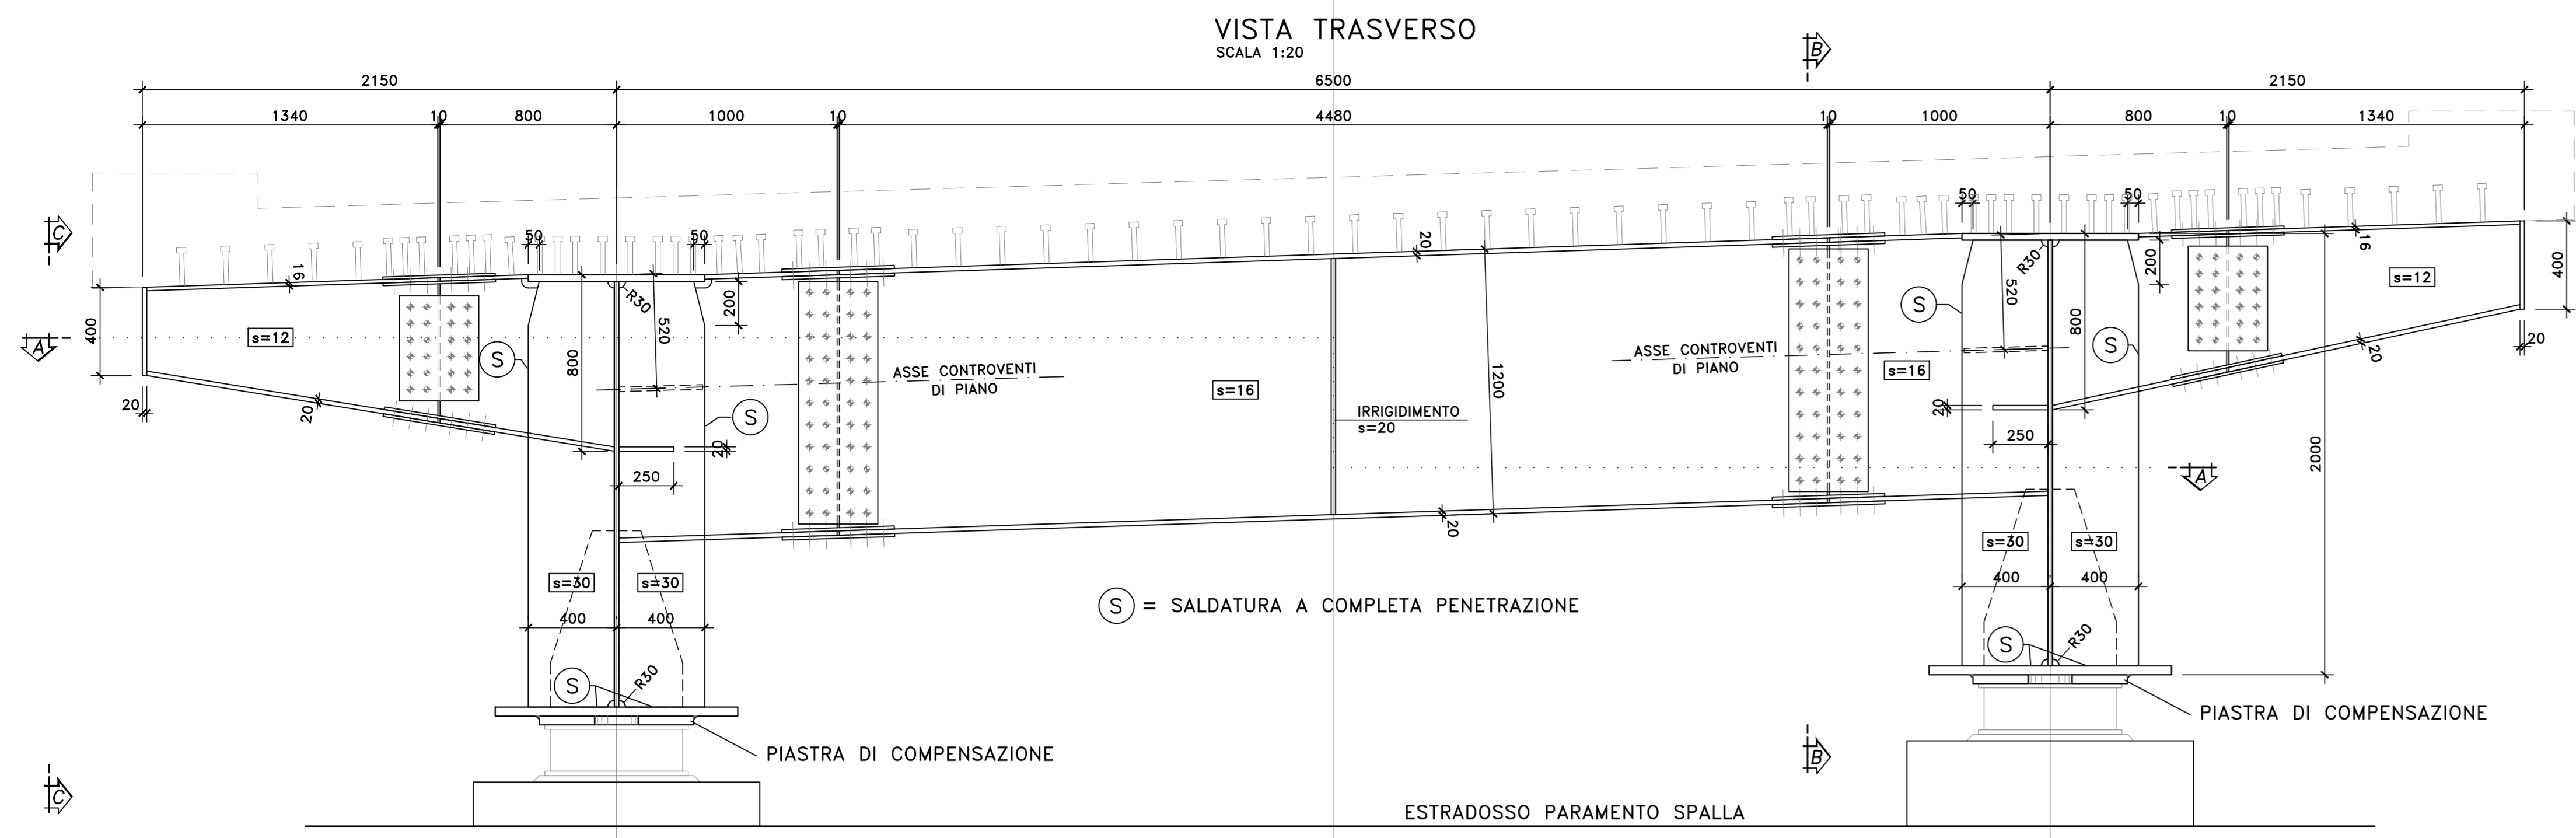 VISTA TRASVERSO
SCALA 1:20
B
2150 6500 2150
1340 10 800 1000 10 4480 10 1000 800 10 1340
C
50 50 50 50
16 20 16
R30 200 520 R30 520 200
400 s=12 800 800 s=12 400
A S S S 20
ASSE CONTROVENTI
DI PIANO
ASSE CONTROVENTI
DI PIANO
s=16 1200 s=16
20 20 S 20
IRRIGIDIMENTO
s=20
20 20
250 250 2000 A
20
s=30 s=30 s=30 s=30
400 400 400 400
S = SALDATURA A COMPLETA PENETRAZIONE
S R30 S R30
PIASTRA DI COMPENSAZIONE
PIASTRA DI COMPENSAZIONE
B
C
ESTRADOSSO PARAMENTO SPALLA